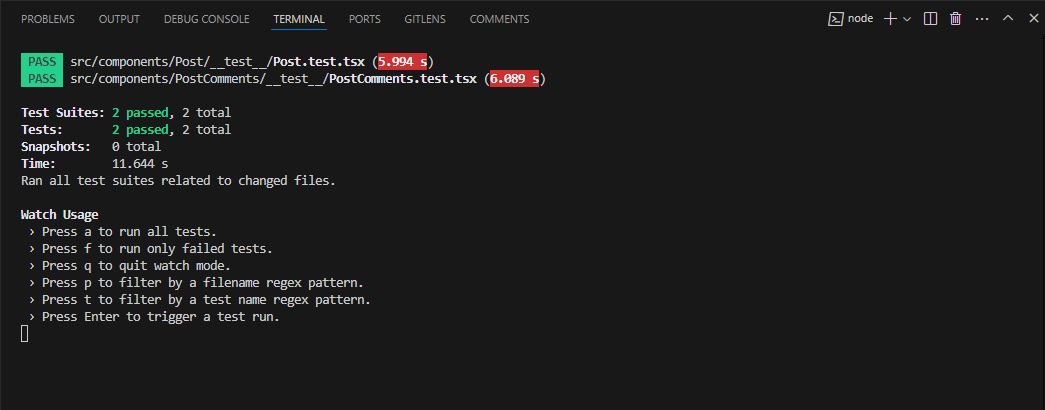 PROBLEMS OUTPUT DEBUG CONSOLE TERMINAL PORTS GITLENS COMMENTS node
PASS src/components/Post/__test__/Post.test.tsx (5.994 s)
PASS src/components/PostComments/__test__/PostComments.test.tsx (6.089 s)
Test Suites: 2 passed, 2 total
Tests: 2 passed, 2 total
Snapshots: 0 total
Time: 11.644 s
Ran all test suites related to changed files.
Watch Usage
› Press a to run all tests.
› Press f to run only failed tests.
› Press q to quit watch mode.
› Press p to filter by a filename regex pattern.
› Press t to filter by a test name regex pattern.
› Press Enter to trigger a test run.